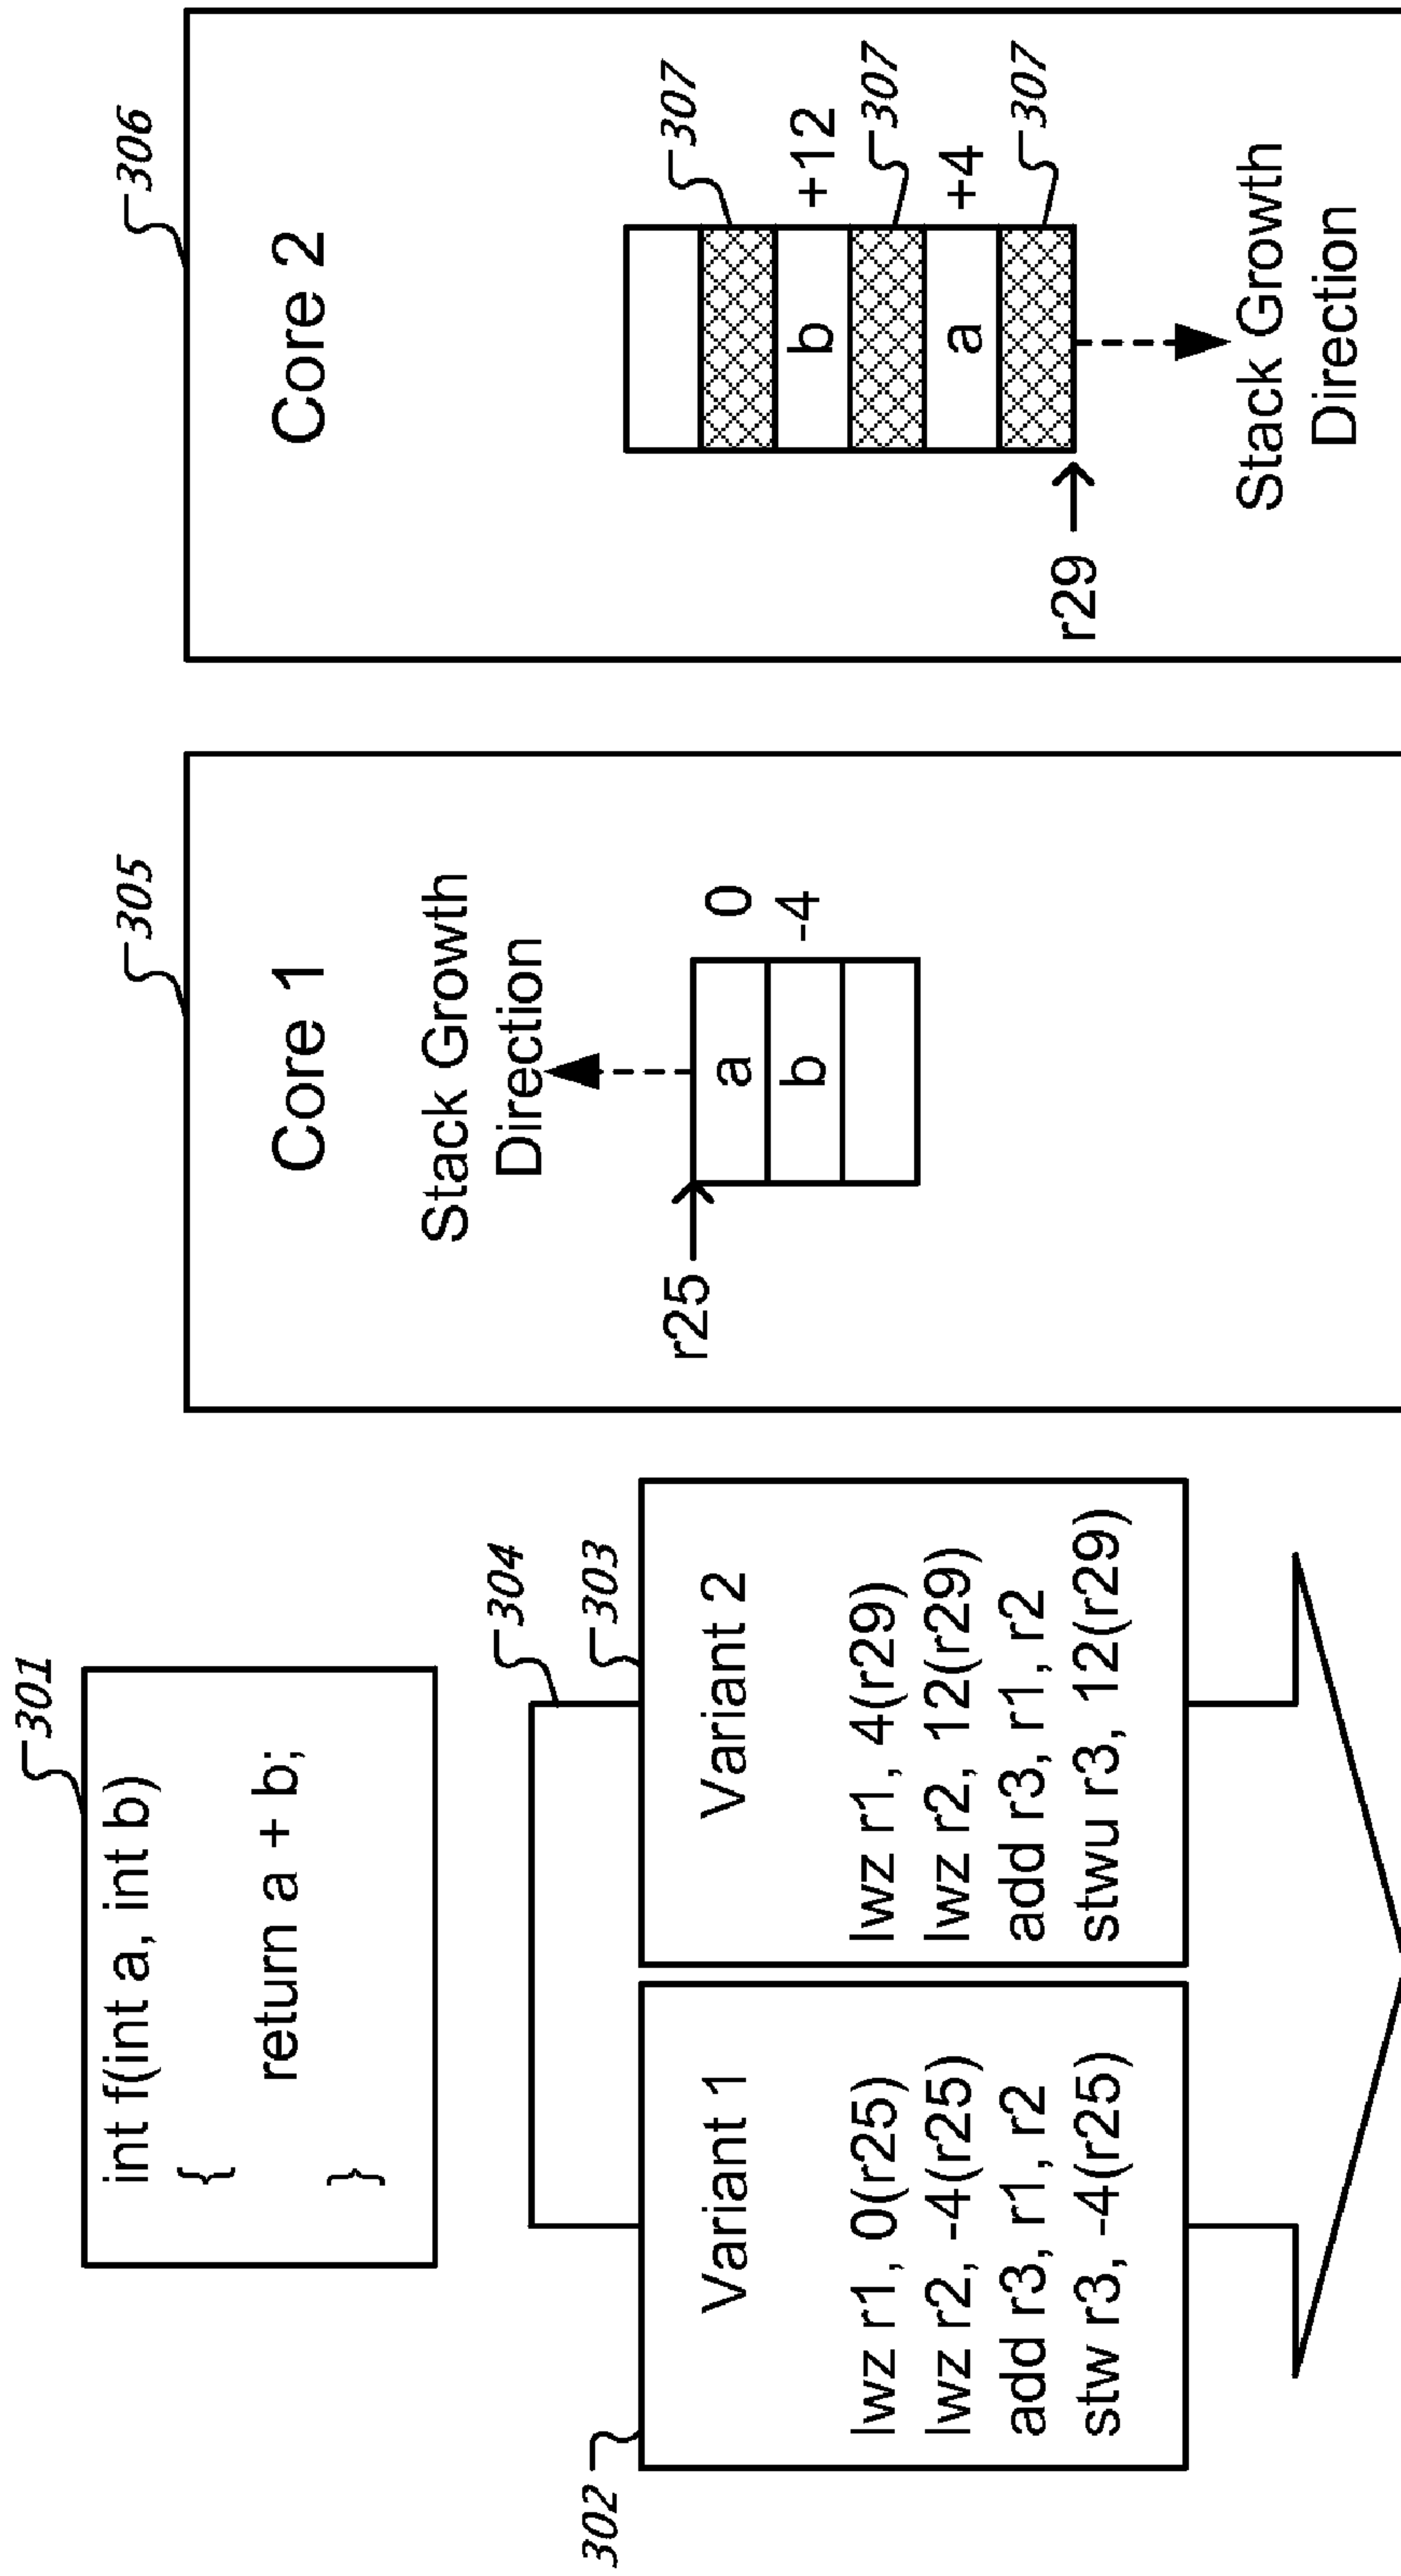 301
int f(int a, int b)
{
return a + b;
}
304
302
303
Variant 1
lwz r1, 0(r25)
lwz r2, -4(r25)
add r3, r1, r2
stw r3, -4(r25)
Variant 2
lwz r1, 4(r29)
lwz r2, 12(r29)
add r3, r1, r2
stwu r3, 12(r29)
305
Core 1
Stack Growth
Direction
r25
a
0
b
-4
306
Core 2
307
b
+12
307
a
+4
307
r29
Stack Growth
Direction